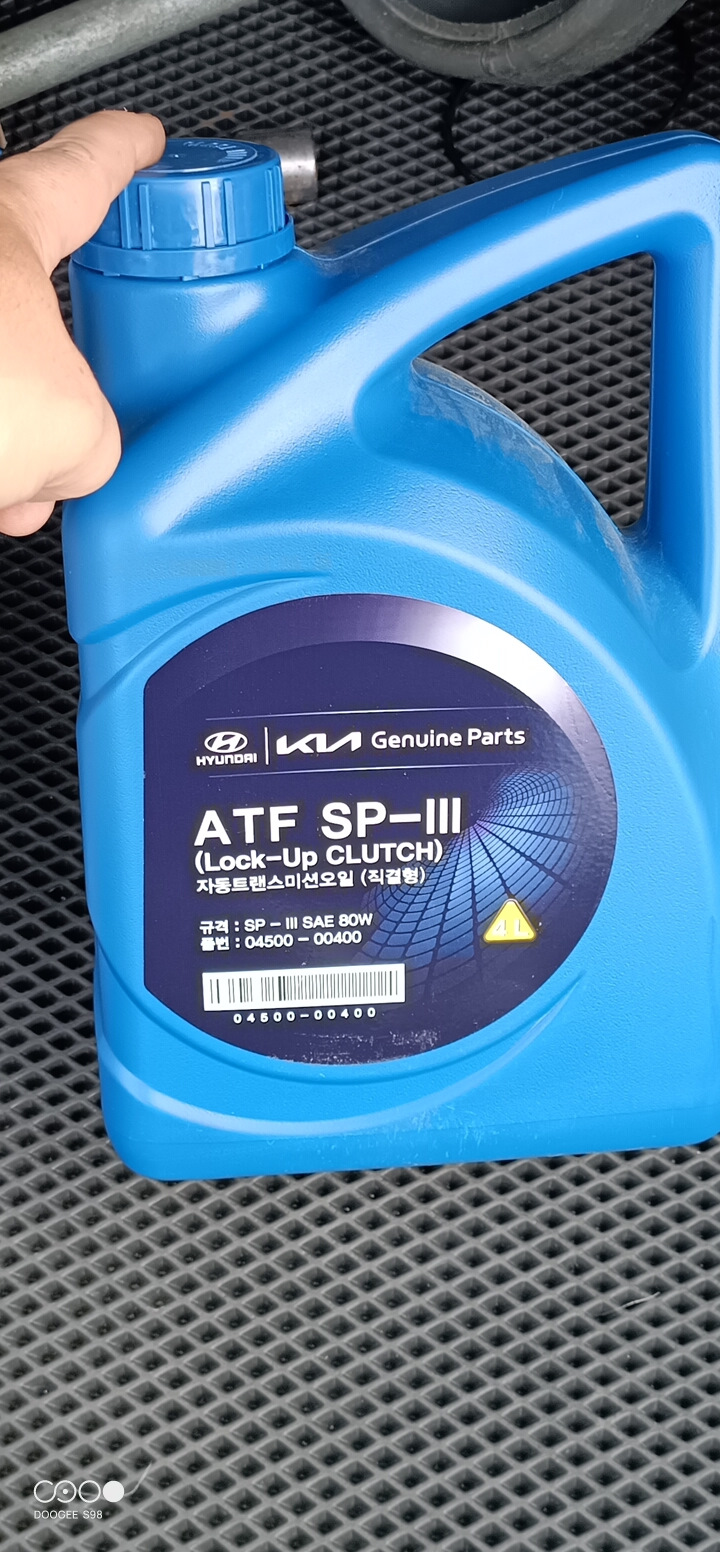 HYUNDAI | KIA Genuine Parts
ATF SP-III
(Lock-Up CLUTCH)
자동트랜스미션오일 (직결형)
규격 : SP - III SAE 80W
품번 : 04500 - 00400
4 L
04500-00400
DOOGEE S98